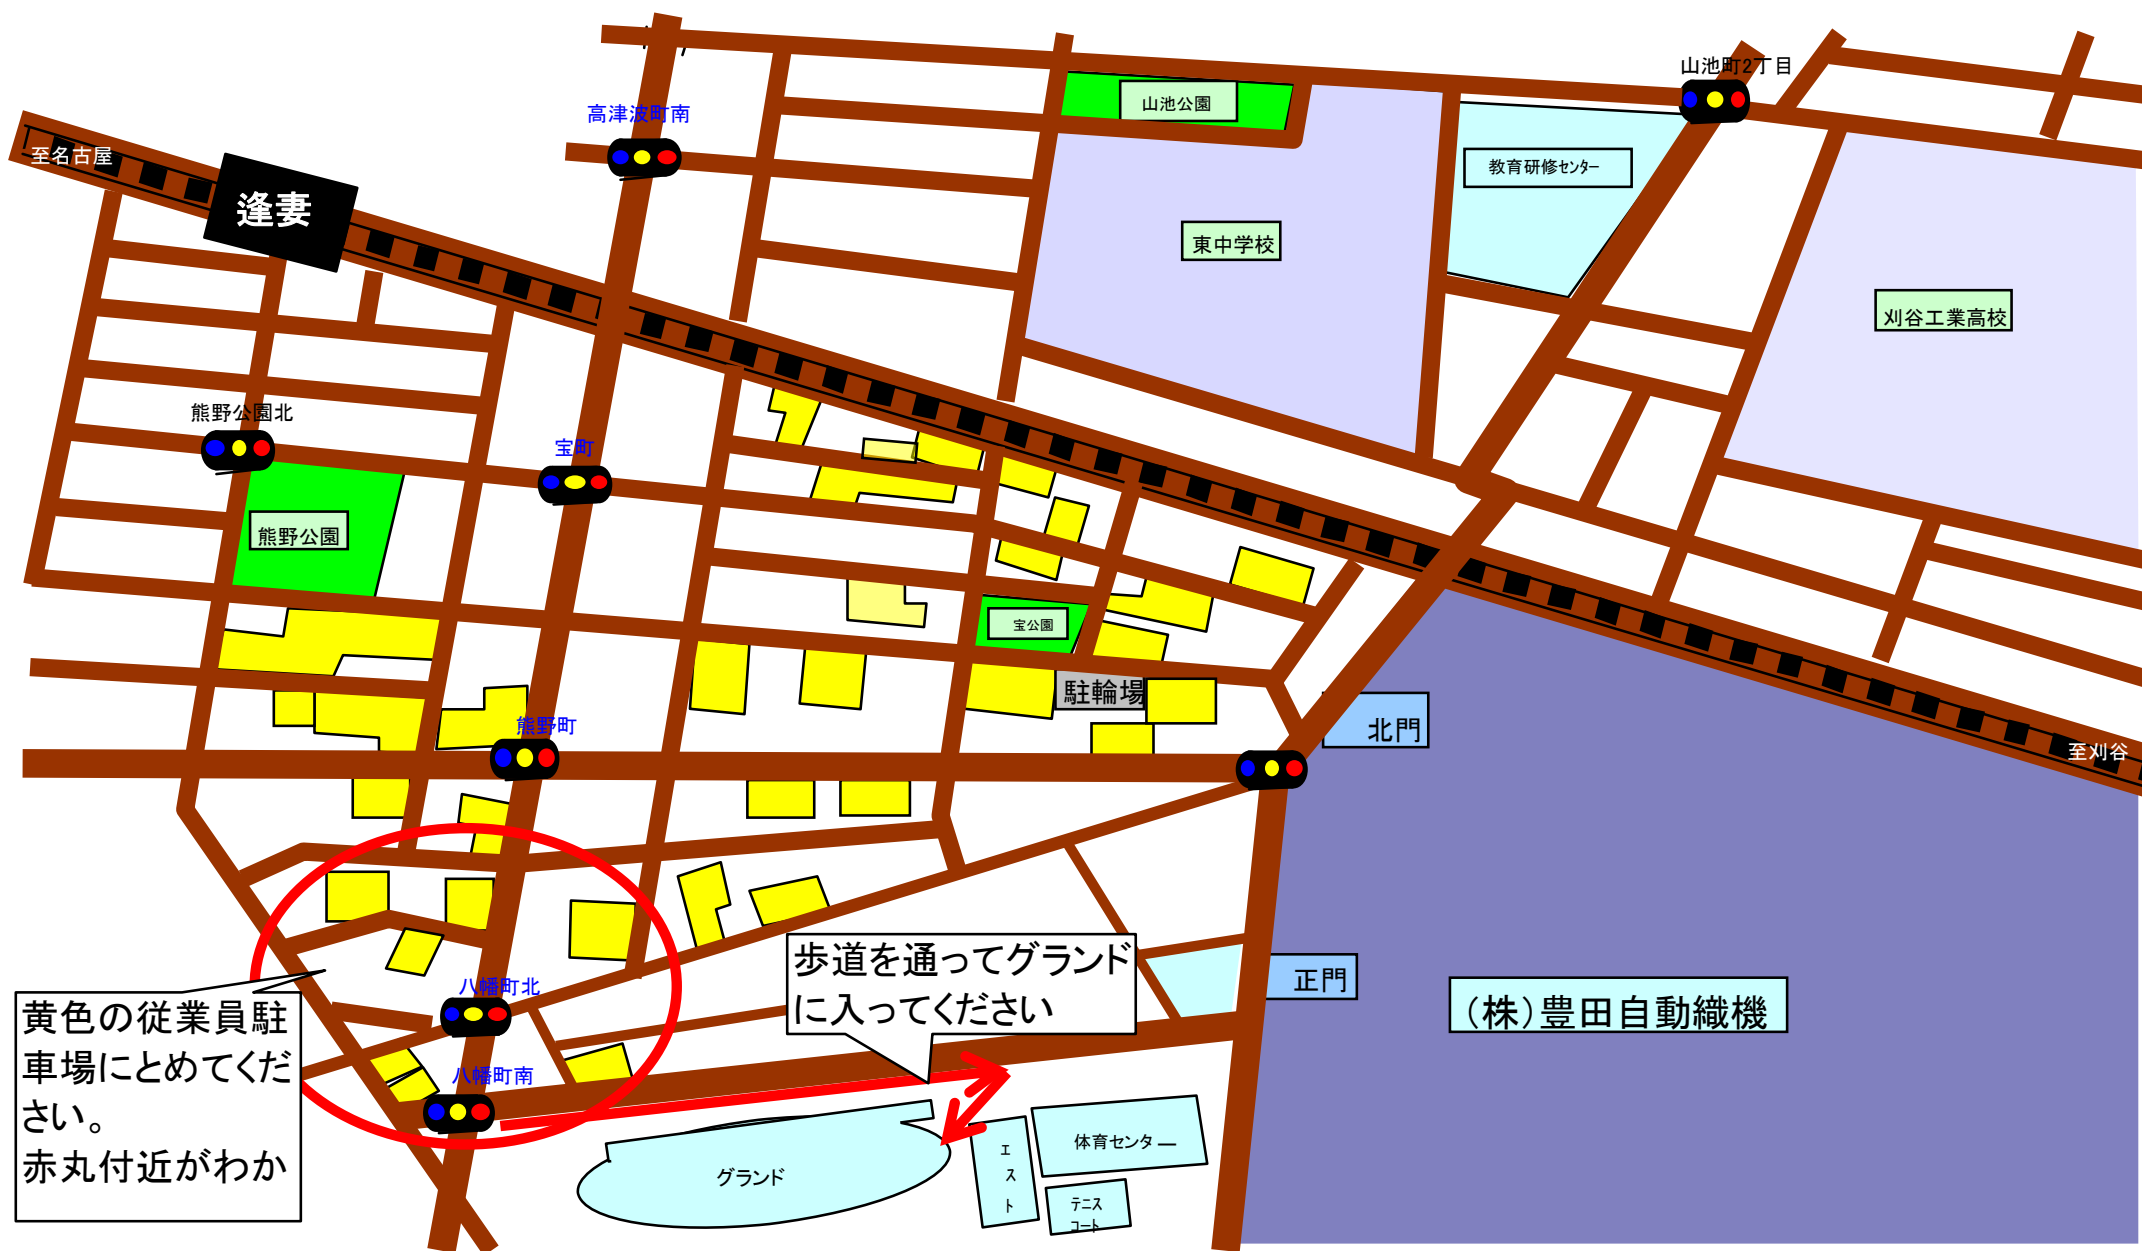 山池町2丁目
山池公園
高津波町南
至名古屋
教育研修センター
逢妻
東中学校
刈谷工業高校
熊野公園北
宝町
熊野公園
宝公園
駐輪場
北門
熊野町
至刈谷
歩道を通ってグランド
に入ってください
正門
八幡町北
(株)豊田自動織機
黄色の従業員駐
車場にとめてくだ
さい。
赤丸付近がわか
八幡町南
グランド
エ
ス
ト
体育センター
テニス
コート